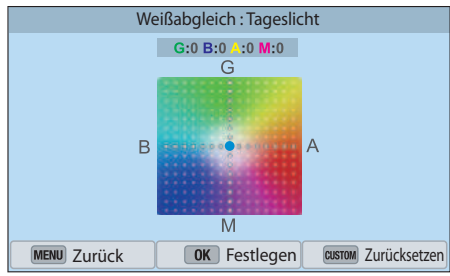 Weißabgleich : Tageslicht
G:0 B:0 A:0 M:0
G
B A
M
MENU Zurück OK Festlegen CUSTOM Zurücksetzen